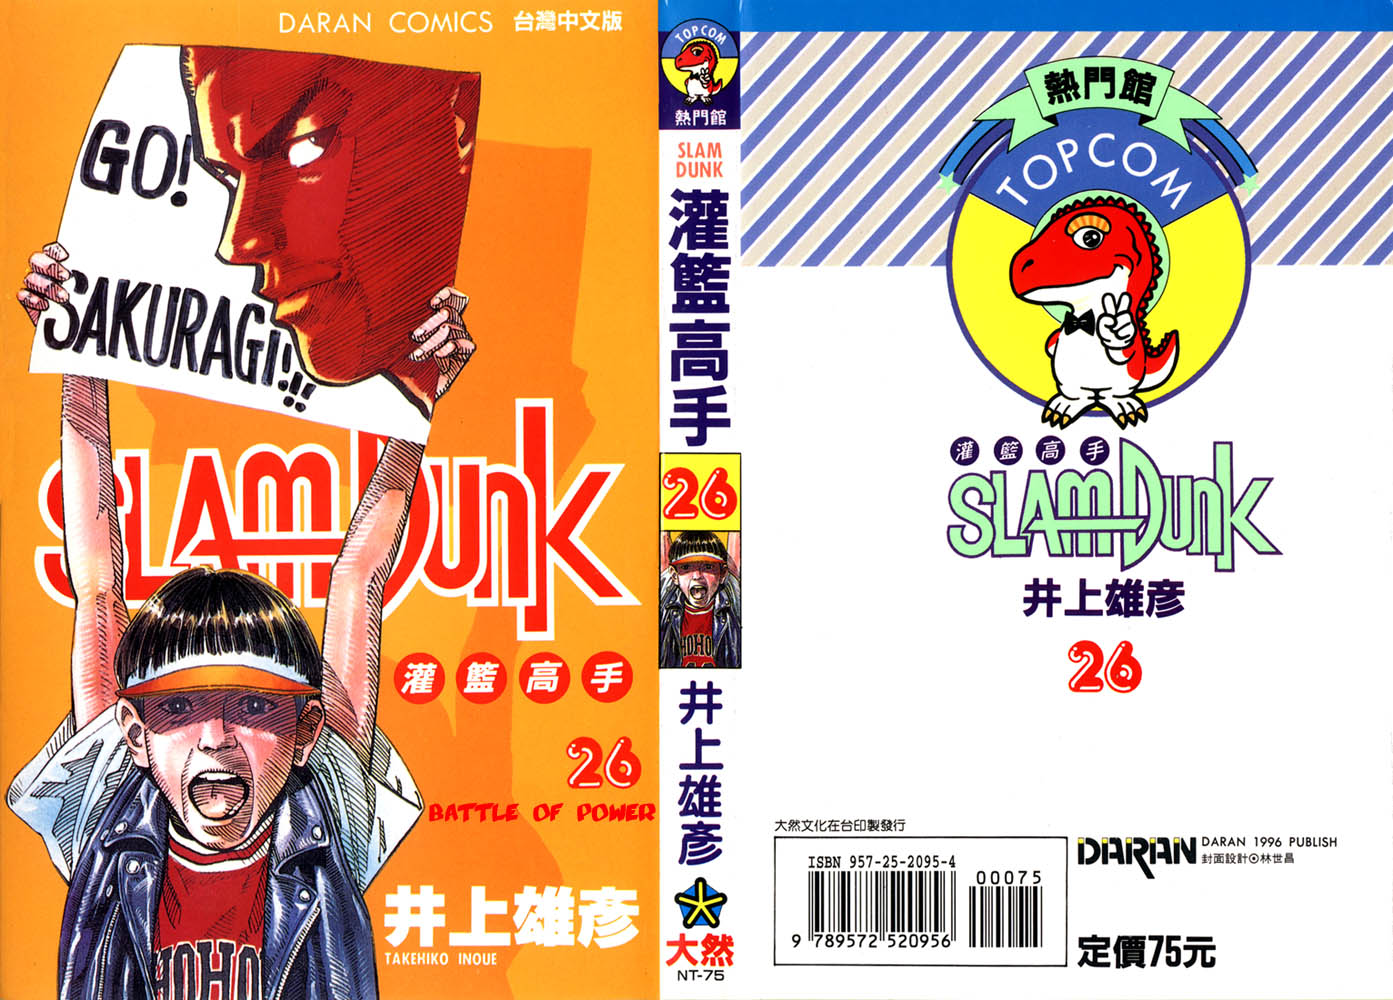 DARAN COMICS 台灣中文版
GO!
SAKURAGI!!!
SLAM DUNK
灌籃高手
26
BATTLE OF POWER
井上雄彥
TAKEHIKO INOUE
HOHO
TOPCOM
熱門館
SLAM
DUNK
灌籃高手
26
HOHO
井上雄彥
大然
NT-75
熱門館
TOPCOM
灌籃高手
SLAM DUNK
井上雄彥
26
大然文化在台印製發行
ISBN 957-25-2095-4
00075
9 789572 520956
DARAN
DARAN 1996 PUBLISH
封面設計⊙林世昌
定價75元